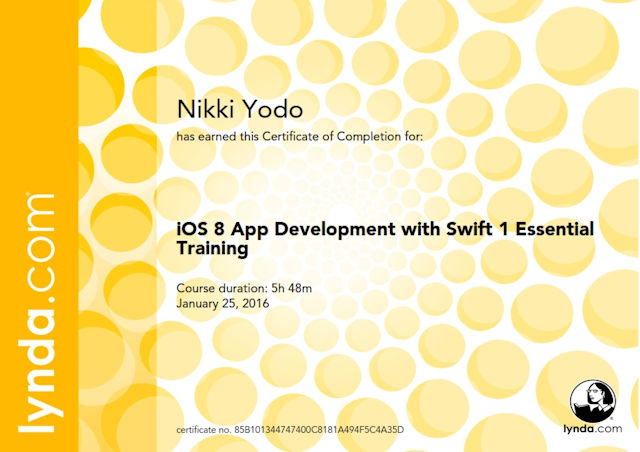 lynda.com
Nikki Yodo
has earned this Certificate of Completion for:
iOS 8 App Development with Swift 1 Essential
Training
Course duration: 5h 48m
January 25, 2016
certificate no. 85B101344747400C8181A494F5C4A35D
lynda.com